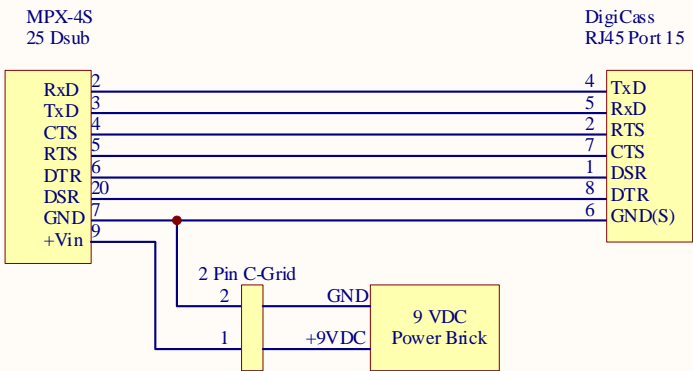 MPX-4S
25 Dsub
DigiCass
RJ45 Port 15
RxD 2 4 TxD
TxD 3 5 RxD
CTS 4 2 RTS
RTS 5 7 CTS
DTR 6 1 DSR
DSR 20 8 DTR
GND 7 6 GND(S)
+Vin 9
2 Pin C-Grid
2 GND
1 +9VDC
9 VDC
Power Brick